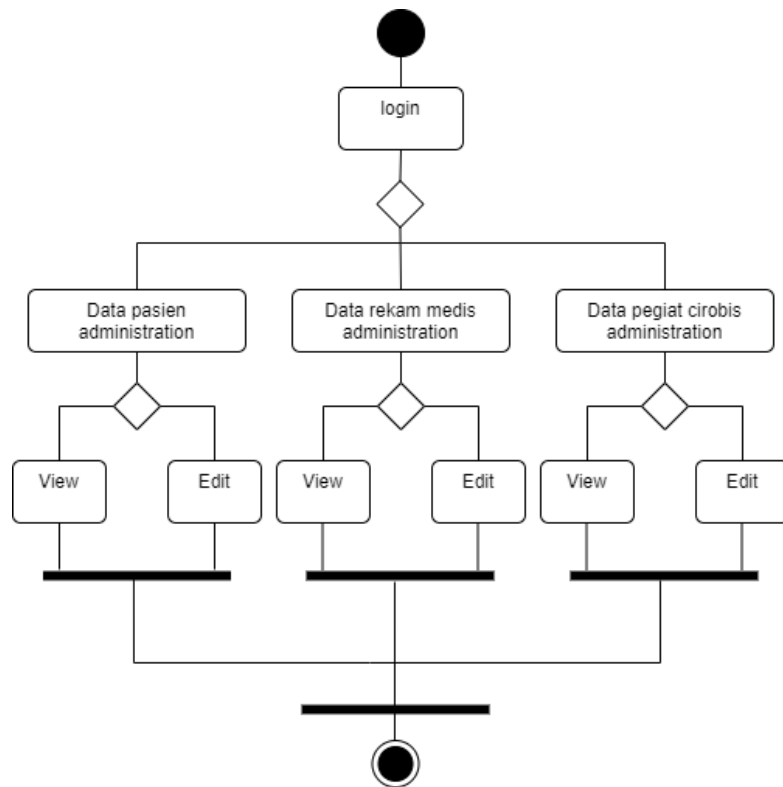 login
Data pasien
administration
Data rekam medis
administration
Data pegiat cirobis
administration
View
Edit
View
Edit
View
Edit